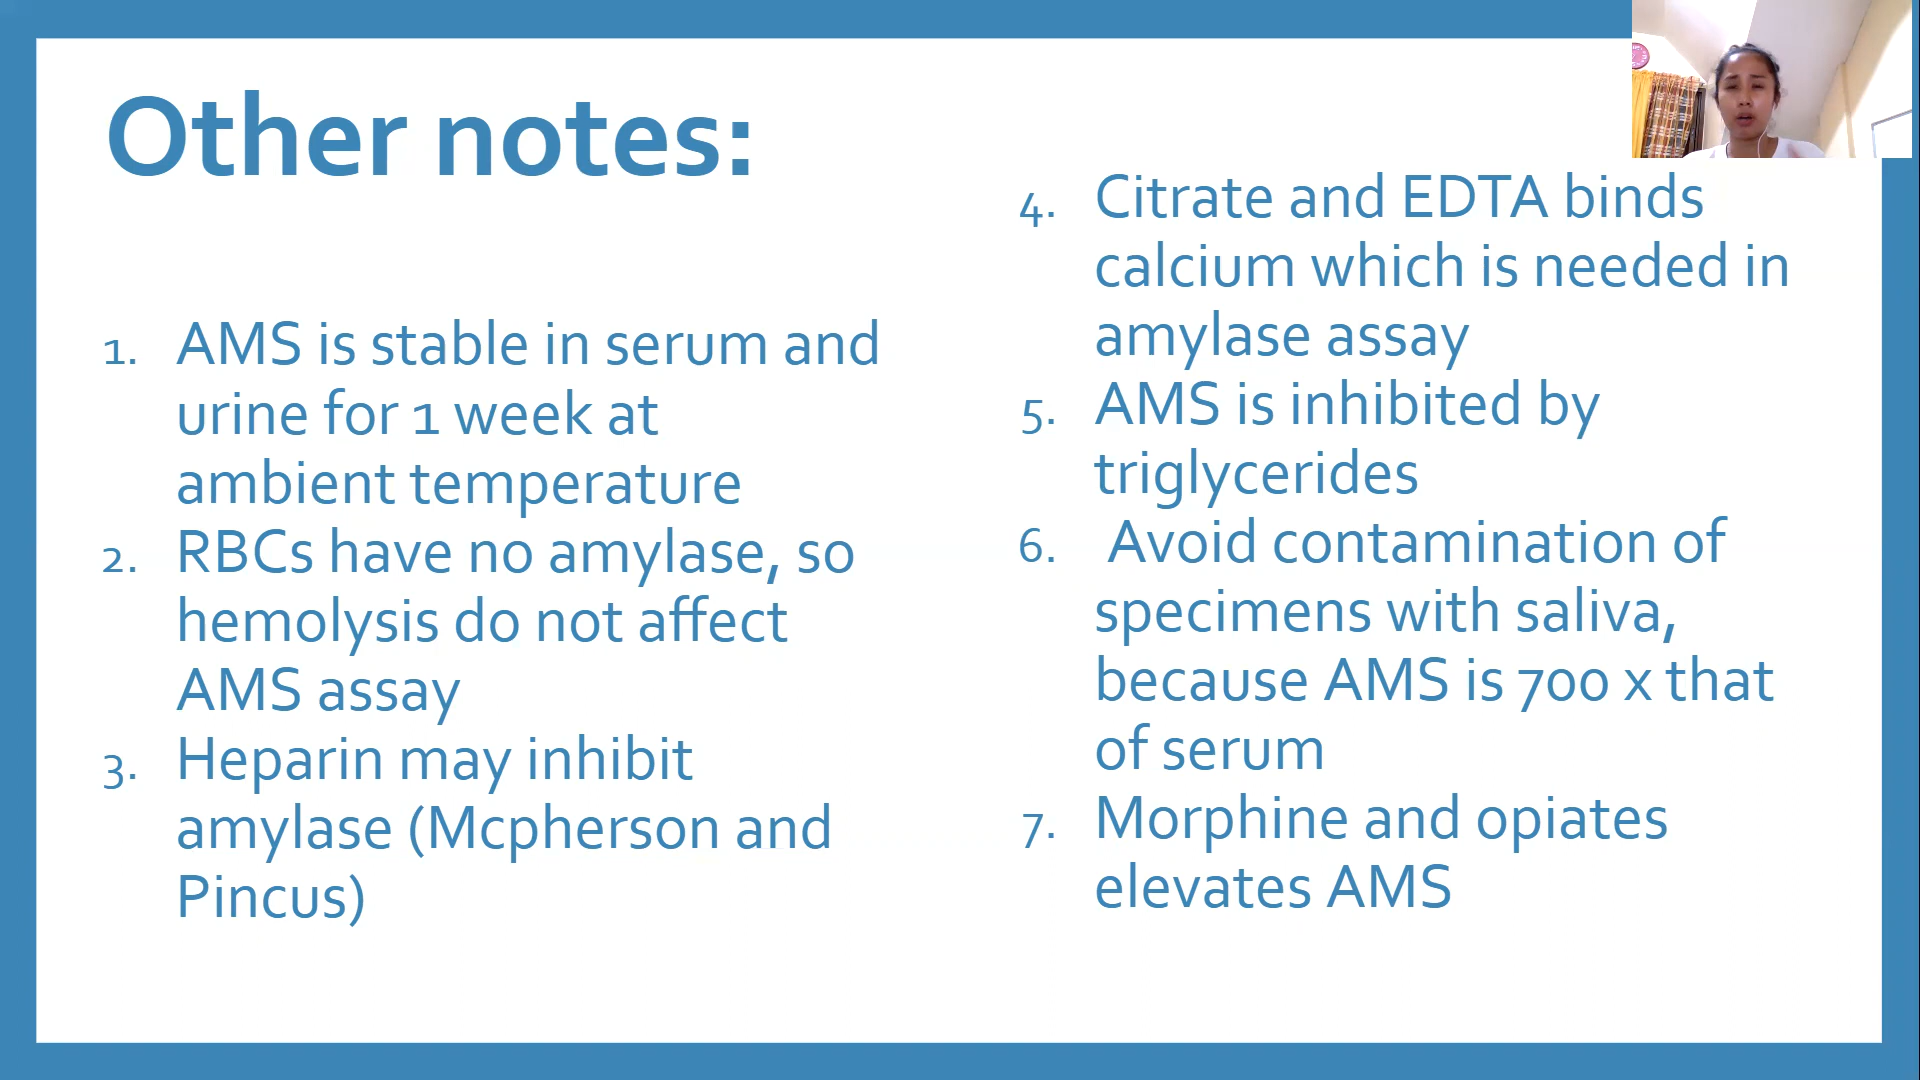 Other notes:
1. AMS is stable in serum and
urine for 1 week at
ambient temperature
2. RBCs have no amylase, so
hemolysis do not affect
AMS assay
3. Heparin may inhibit
amylase (Mcpherson and
Pincus)
4. Citrate and EDTA binds
calcium which is needed in
amylase assay
5. AMS is inhibited by
triglycerides
6. Avoid contamination of
specimens with saliva,
because AMS is 700 x that
of serum
7. Morphine and opiates
elevates AMS